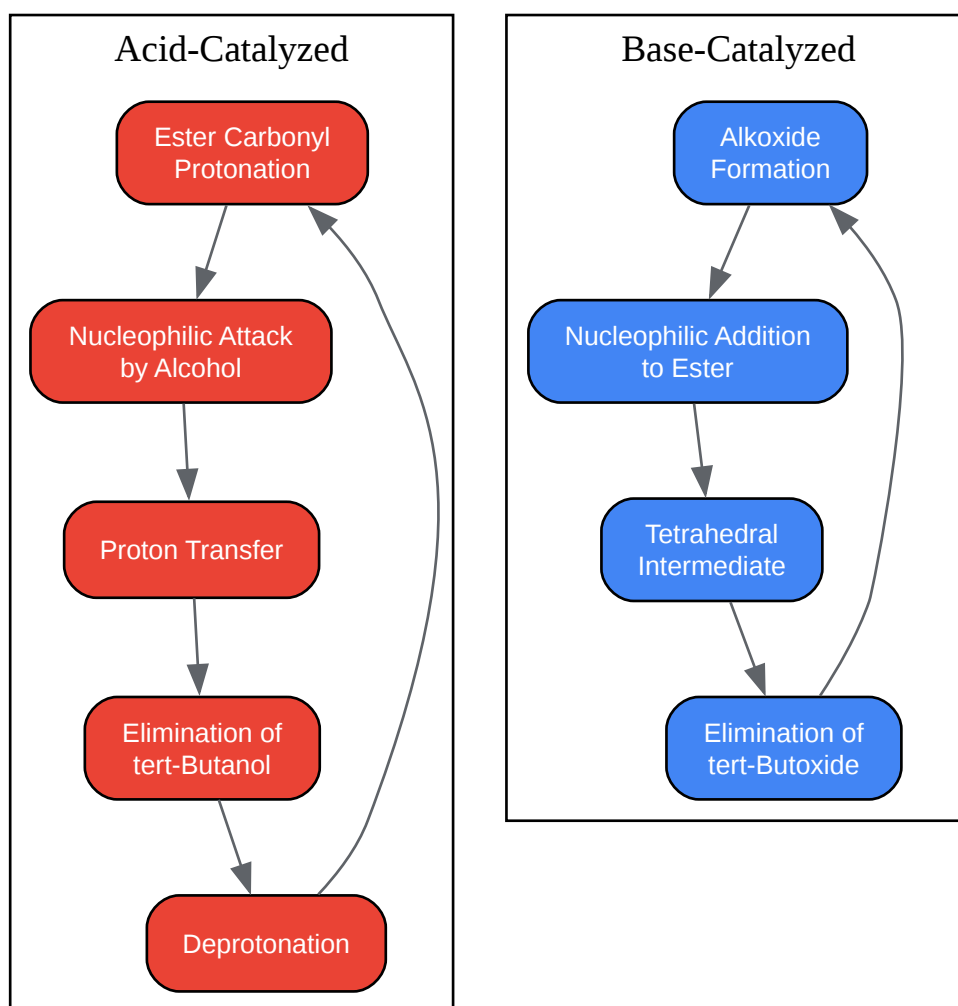 Acid-Catalyzed
Ester Carbonyl
Protonation
Nucleophilic Attack
by Alcohol
Proton Transfer
Elimination of
tert-Butanol
Deprotonation
Base-Catalyzed
Alkoxide
Formation
Nucleophilic Addition
to Ester
Tetrahedral
Intermediate
Elimination of
tert-Butoxide